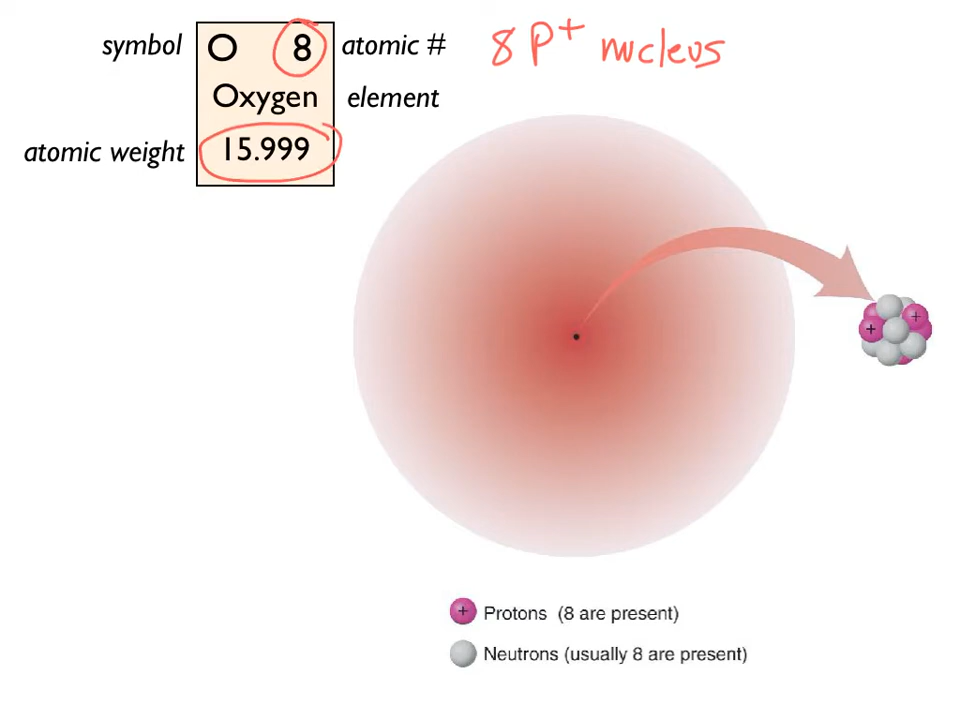 symbol O 8 atomic # 8 P+ nucleus
Oxygen element
atomic weight 15.999
+
+
+ Protons (8 are present)
Neutrons (usually 8 are present)